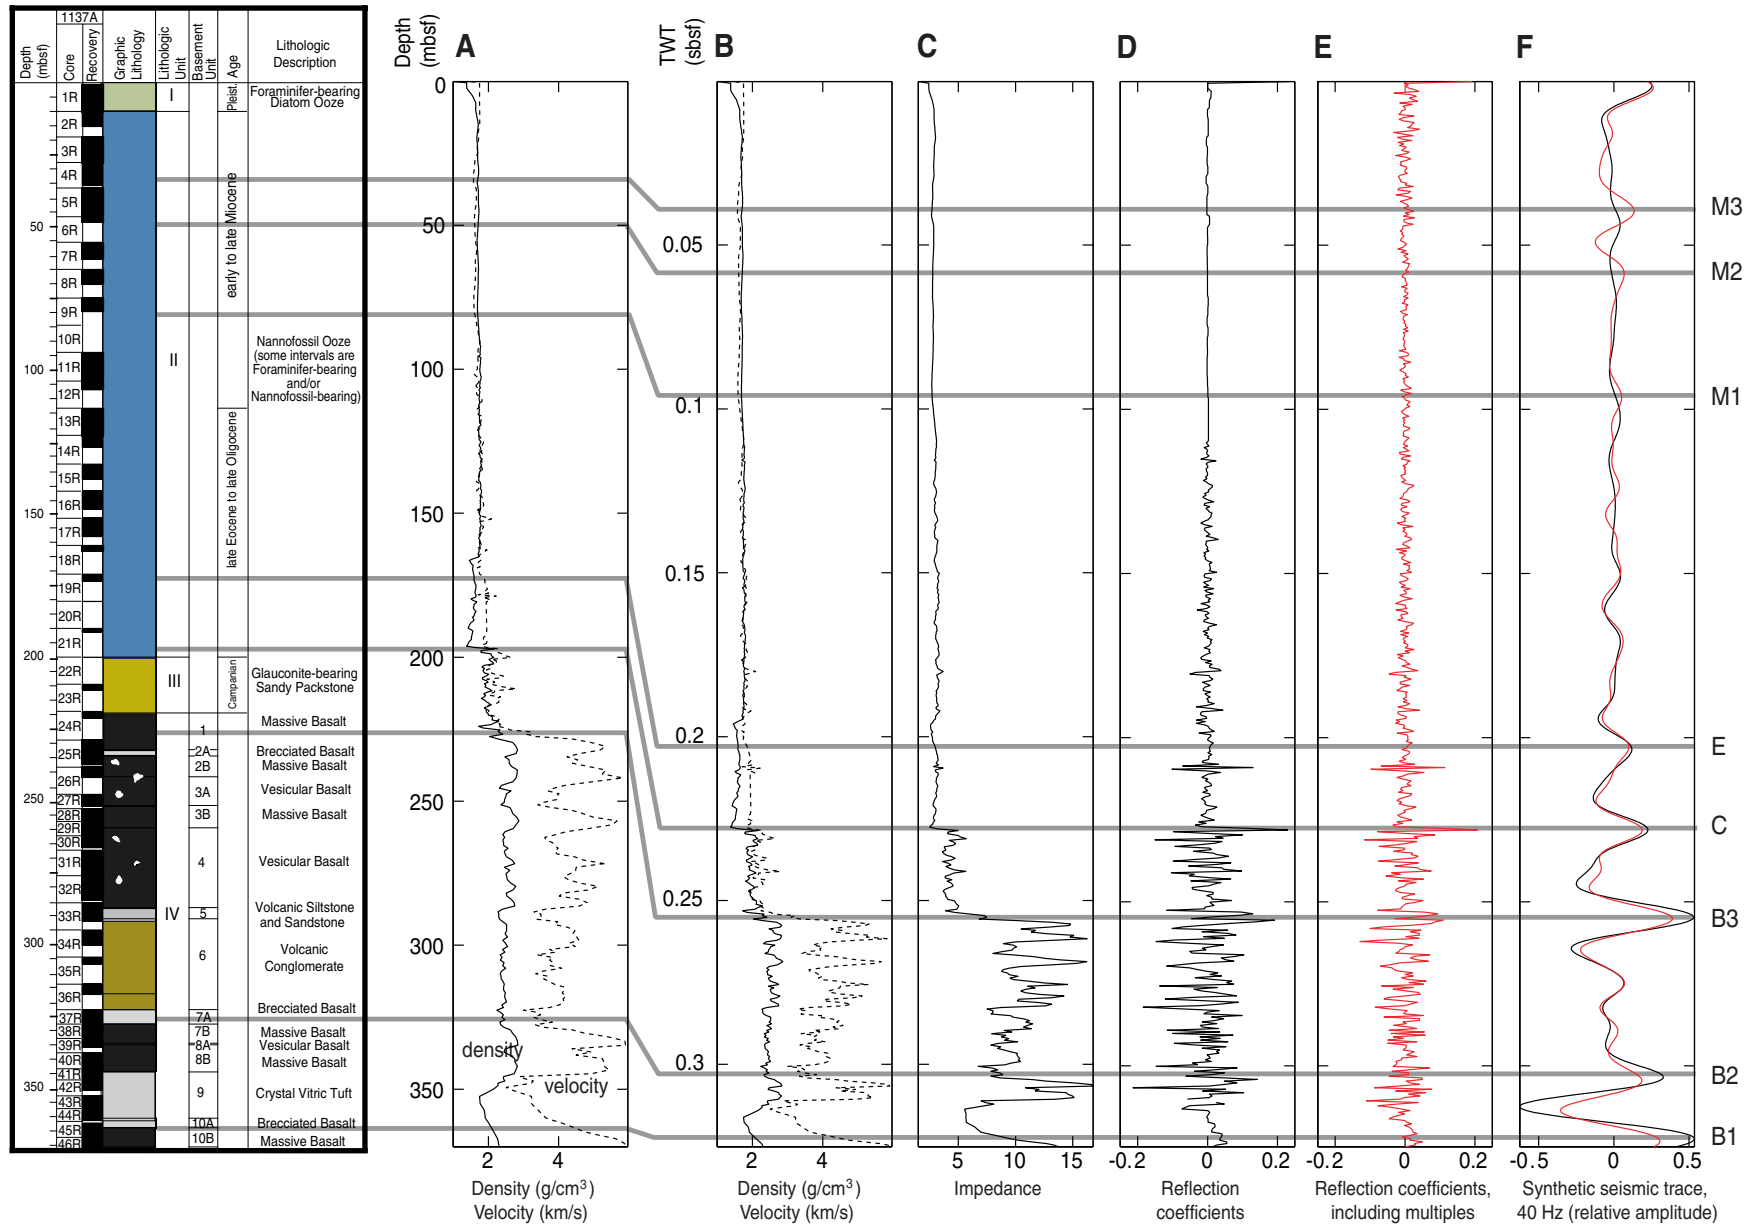 1137A
Depth (mbsf)
Core
Recovery
Graphic Lithology
Lithologic Unit
Basement Unit
Age
Lithologic Description
50
100
150
200
250
300
350
1R
2R
3R
4R
5R
6R
7R
8R
9R
10R
11R
12R
13R
14R
15R
16R
17R
18R
19R
20R
21R
22R
23R
24R
25R
26R
27R
28R
29R
30R
31R
32R
33R
34R
35R
36R
37R
38R
39R
40R
41R
42R
43R
44R
45R
46R
I
II
III
IV
1
2A
2B
3A
3B
4
5
6
7A
7B
8A
8B
9
10A
10B
Pleist.
early to late Miocene
late Eocene to late Oligocene
Campanian
Foraminifer-bearing
Diatom Ooze
Nannofossil Ooze
(some intervals are
Foraminifer-bearing
and/or
Nannofossil-bearing)
Glauconite-bearing
Sandy Packstone
Massive Basalt
Brecciated Basalt
Massive Basalt
Vesicular Basalt
Massive Basalt
Vesicular Basalt
Volcanic Siltstone
and Sandstone
Volcanic
Conglomerate
Brecciated Basalt
Massive Basalt
Vesicular Basalt
Massive Basalt
Crystal Vitric Tuft
Brecciated Basalt
Massive Basalt
Depth (mbsf)
A
0
50
100
150
200
250
300
350
density
velocity
2 4
Density (g/cm³)
Velocity (km/s)
TWT (sbsf)
B
0.05
0.1
0.15
0.2
0.25
0.3
2 4
Density (g/cm³)
Velocity (km/s)
C
5 10 15
Impedance
D
-0.2 0 0.2
Reflection
coefficients
E
-0.2 0 0.2
Reflection coefficients,
including multiples
F
-0.5 0 0.5
Synthetic seismic trace,
40 Hz (relative amplitude)
M3
M2
M1
E
C
B3
B2
B1